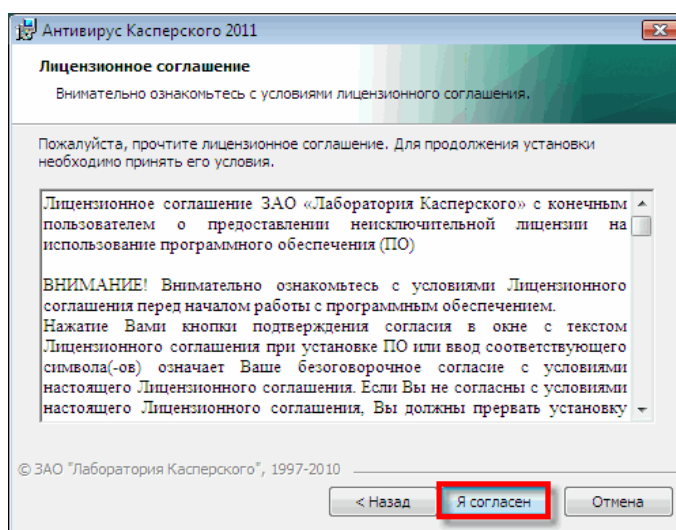 Антивирус Касперского 2011
Лицензионное соглашение
Внимательно ознакомьтесь с условиями лицензионного соглашения.
Пожалуйста, прочтите лицензионное соглашение. Для продолжения установки
необходимо принять его условия.
Лицензионное соглашение ЗАО «Лаборатория Касперского» с конечным
пользователем о предоставлении неисключительной лицензии на
использование программного обеспечения (ПО)
ВНИМАНИЕ! Внимательно ознакомьтесь с условиями Лицензионного
соглашения перед началом работы с программным обеспечением.
Нажатие Вами кнопки подтверждения согласия в окне с текстом
Лицензионного соглашения при установке ПО или ввод соответствующего
символа(-ов) означает Ваше безоговорочное согласие с условиями
настоящего Лицензионного соглашения. Если Вы не согласны с условиями
настоящего Лицензионного соглашения, Вы должны прервать установку
© ЗАО "Лаборатория Касперского", 1997-2010
< Назад Я согласен Отмена